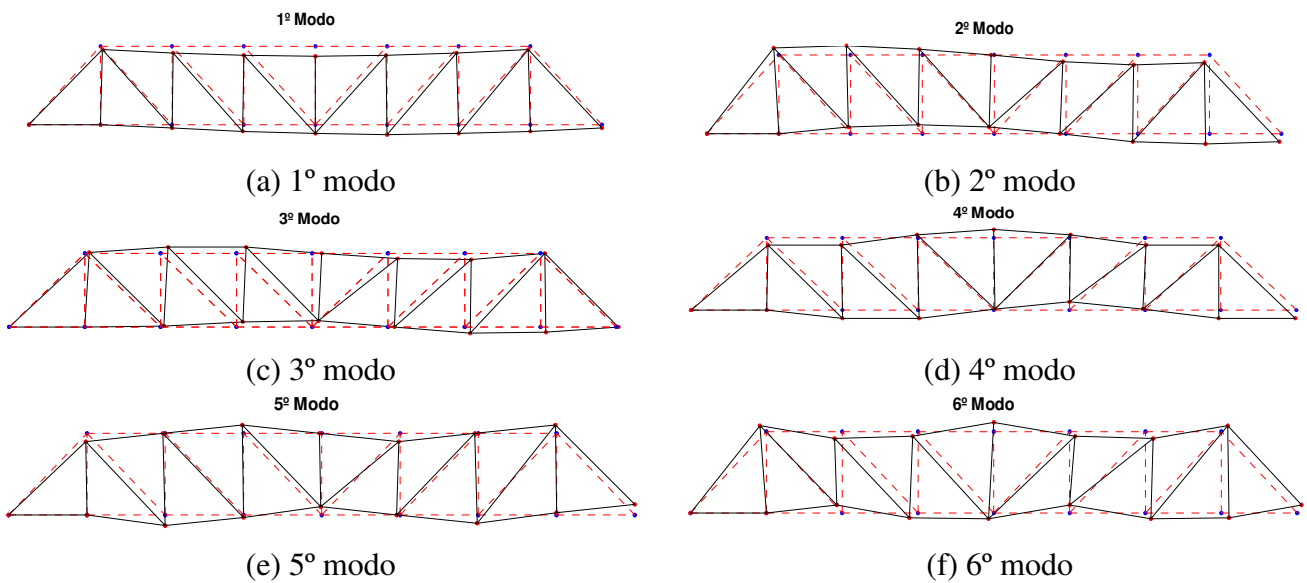 1º Modo
2º Modo
(a) 1º modo
(b) 2º modo
3º Modo
4º Modo
(c) 3º modo
(d) 4º modo
5º Modo
6º Modo
(e) 5º modo
(f) 6º modo